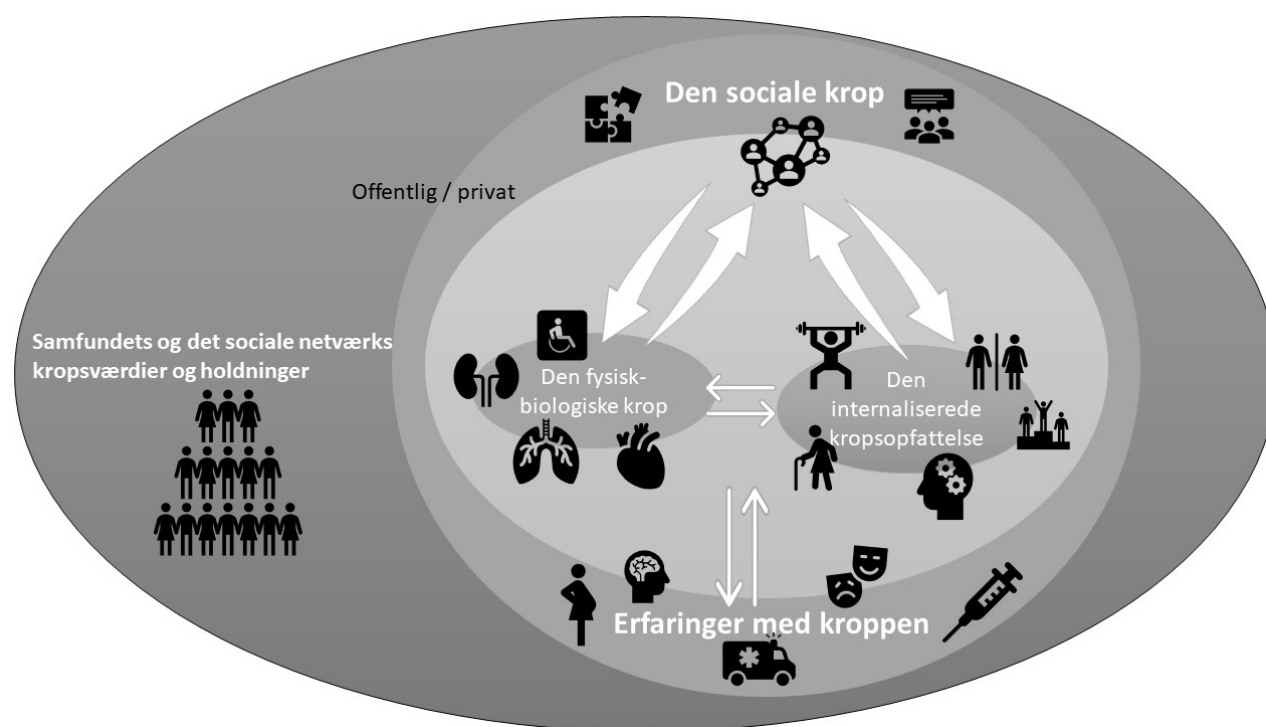 Den sociale krop
Offentlig / privat
Samfundets og det sociale netværks
kropsværdier og holdninger
Den fysisk-
biologiske krop
Den
internaliserede
kropsopfattelse
Erfaringer med kroppen